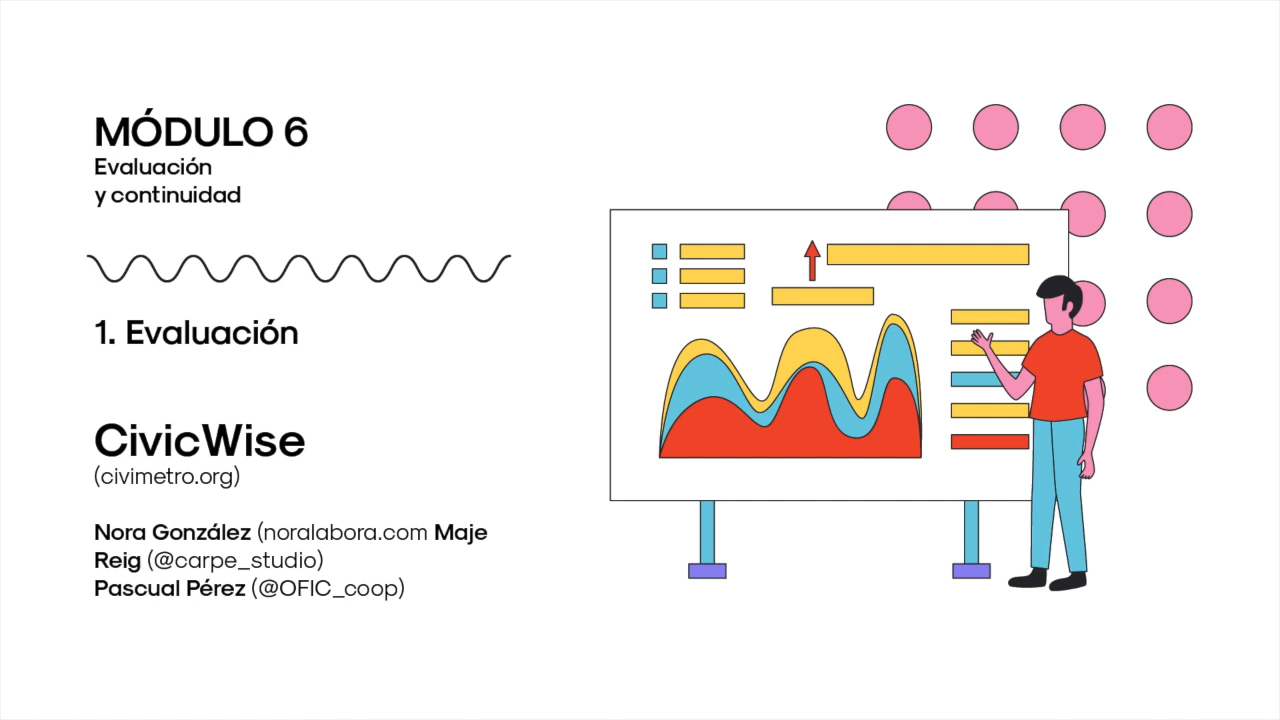 MÓDULO 6
Evaluación
y continuidad
1. Evaluación
CivicWise
(civimetro.org)
Nora González (noralabora.com Maje
Reig (@carpe_studio)
Pascual Pérez (@OFIC_coop)